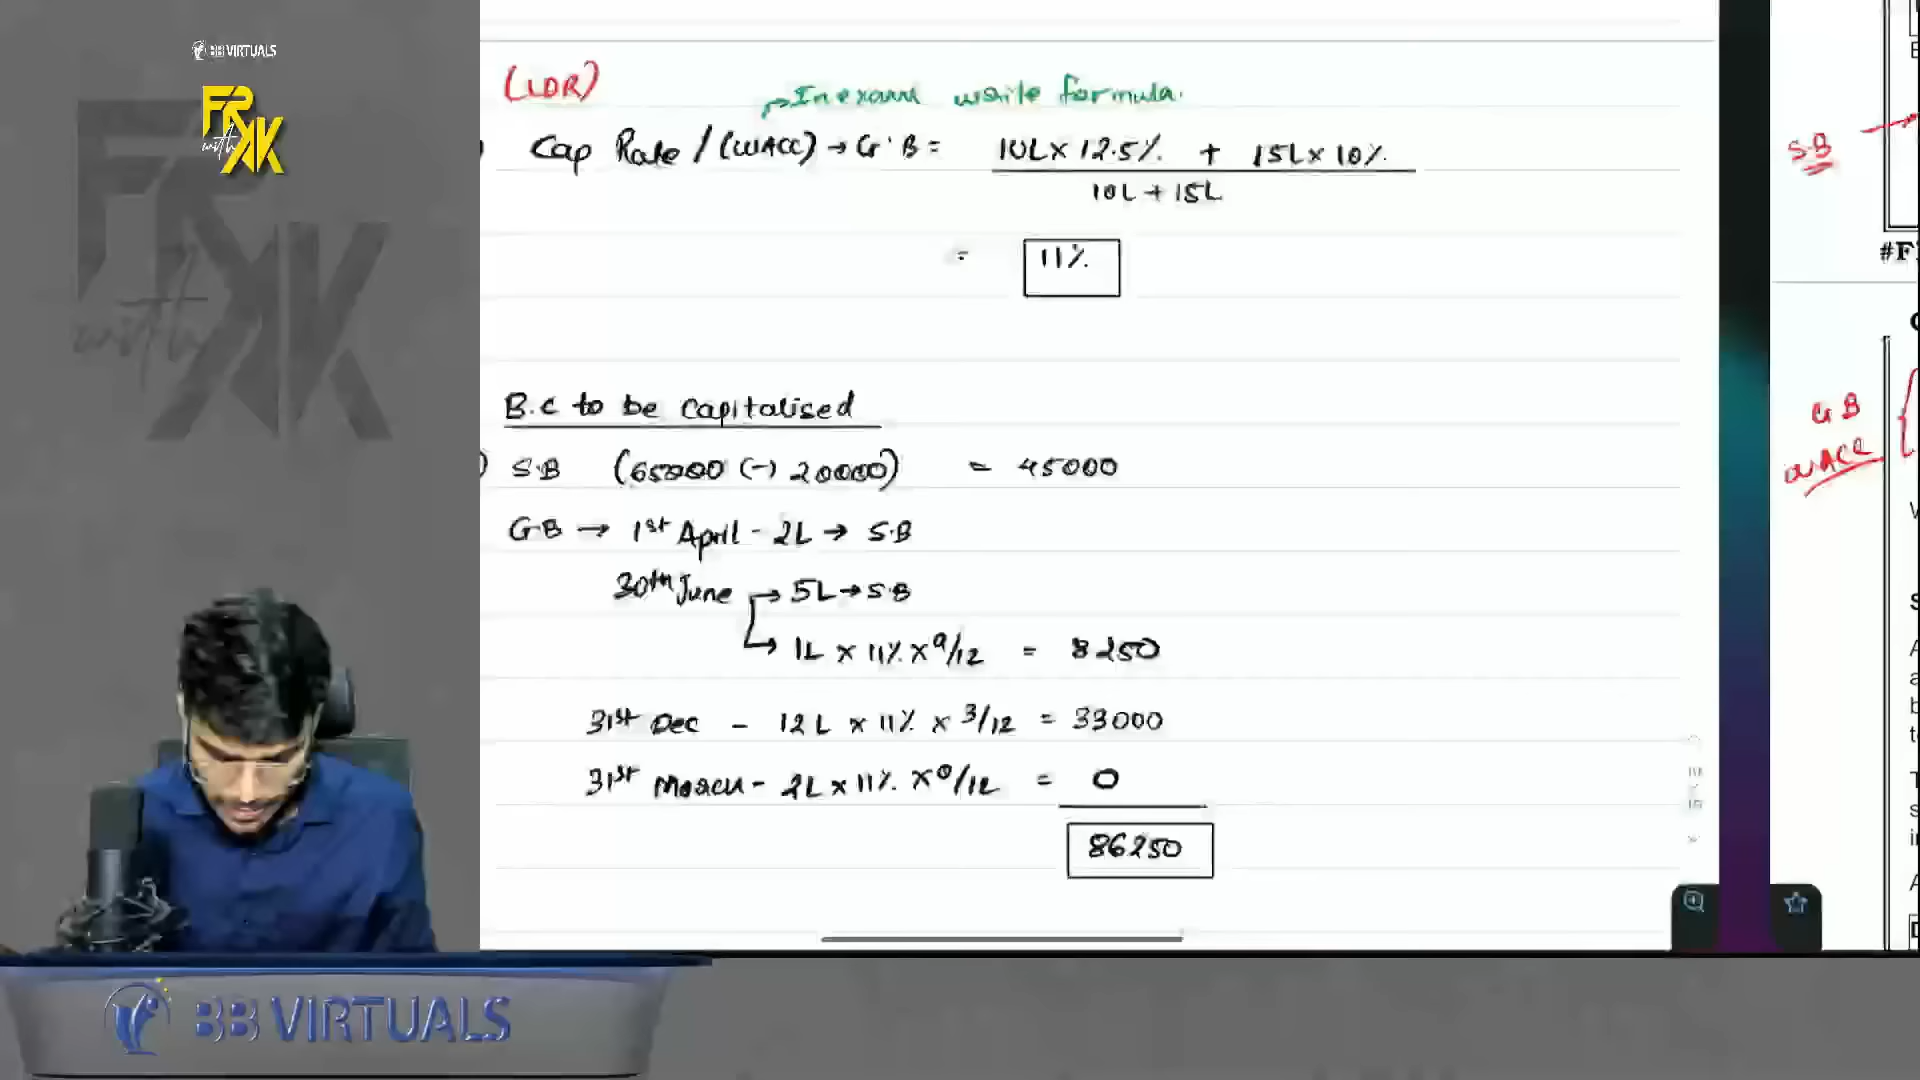 BB VIRTUALS
FR
with
KK
(LDR)
→ In exam write formula.
Cap Rate / (WACC) → G.B = 10L × 12.5% + 15L × 10%
10L + 15L
= 11%
B.C to be capitalised
S.B (65000 (-) 20000) = 45000
G.B → 1st April - 2L → S.B
30th June → 5L → S.B
→ 1L × 11% × 9/12 = 8250
31st Dec - 12L × 11% × 3/12 = 33000
31st March - 2L × 11% × 0/12 = 0
86250
S.B
#F
G B
WACC
BB VIRTUALS